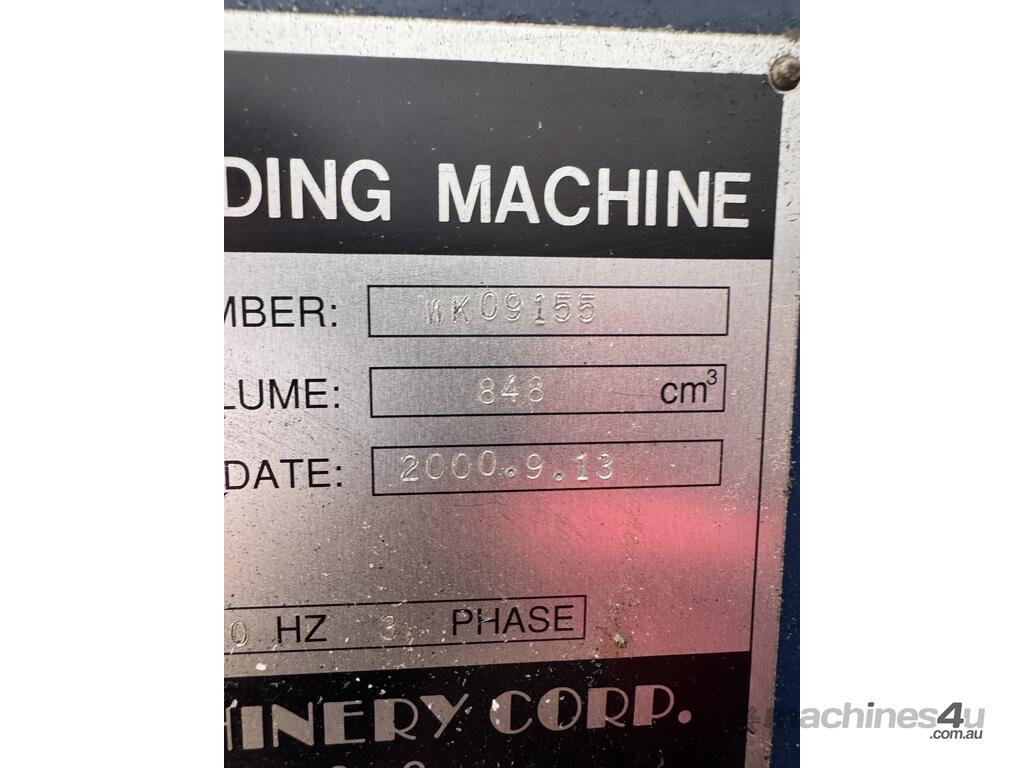 DING MACHINE
MBER: WK09155
LUME: 848 cm³
DATE: 2000.9.13
0 HZ 3 PHASE
HINERY CORP.
machines4u
.com.au